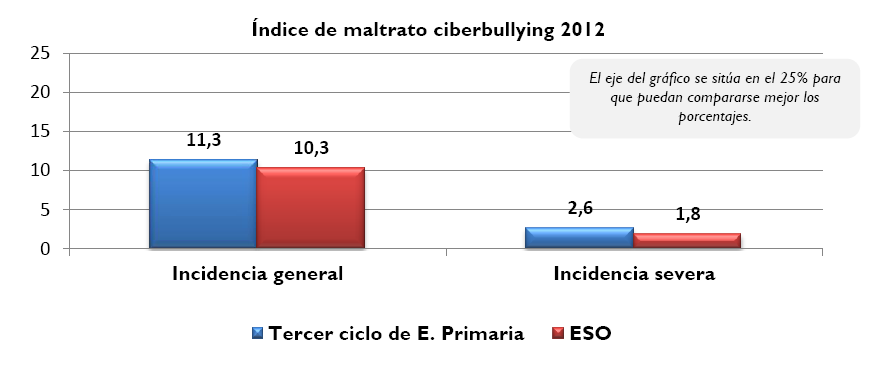 Índice de maltrato ciberbullying 2012
25
20
15
10
5
0
El eje del gráfico se sitúa en el 25% para
que puedan compararse mejor los
porcentajes.
11,3
10,3
2,6
1,8
Incidencia general
Incidencia severa
Tercer ciclo de E. Primaria
ESO